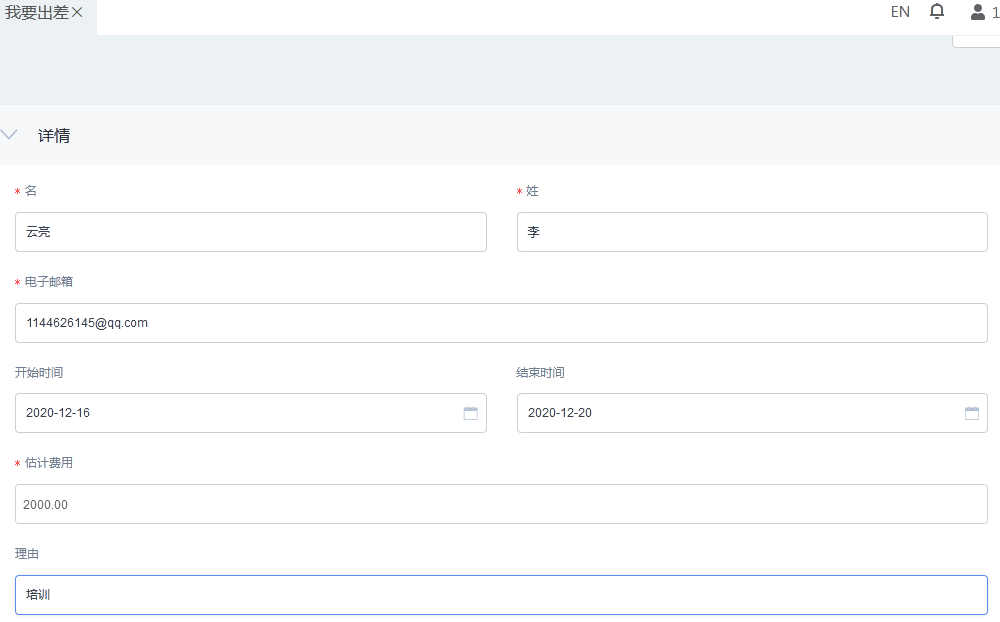 我要出差
EN 1
详情
* 名 * 姓
云亮 李
* 电子邮箱
1144626145@qq.com
开始时间 结束时间
2020-12-16 2020-12-20
* 估计费用
2000.00
理由
培训